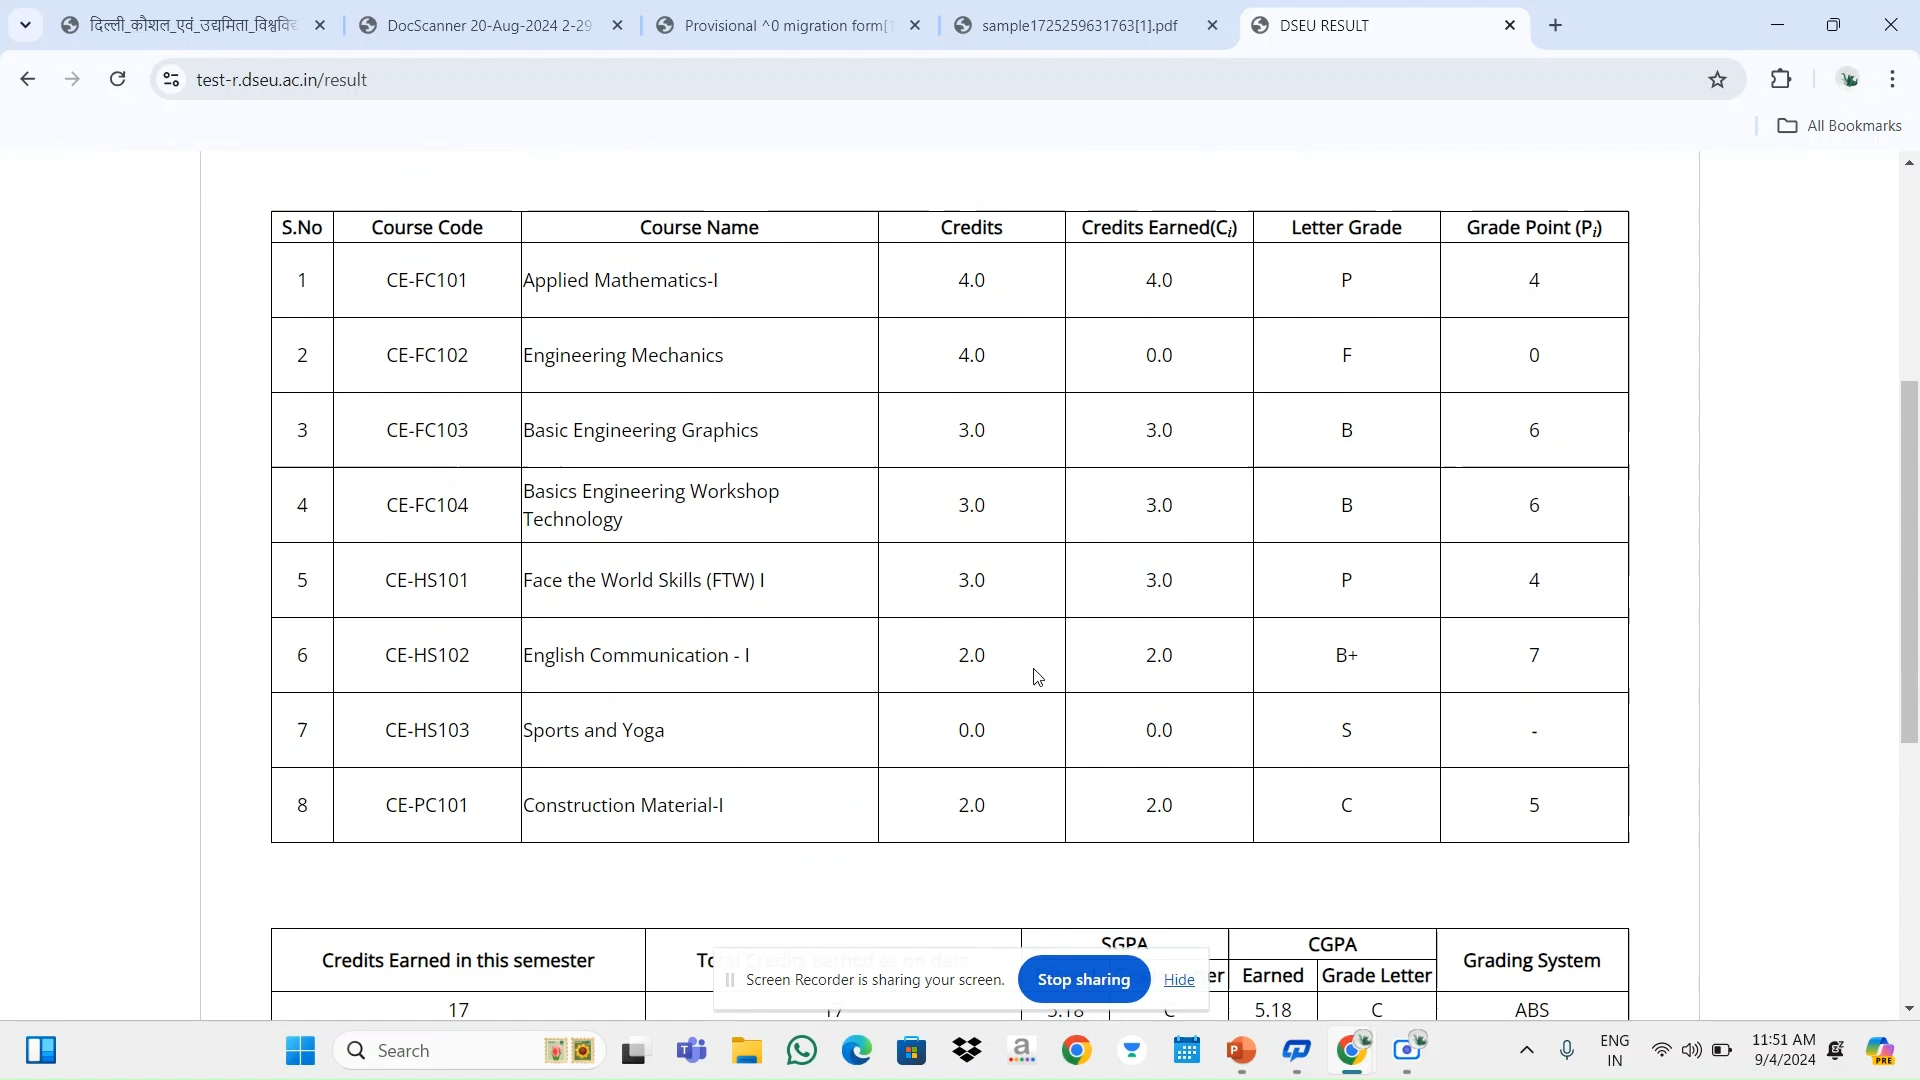 दिल्ली_कौशल_एवं_उद्यमिता_विश्ववि
DocScanner 20-Aug-2024 2-29
Provisional ^0 migration form[1
sample1725259631763[1].pdf
DSEU RESULT
test-r.dseu.ac.in/result
All Bookmarks
S.No Course Code Course Name Credits Credits Earned(Ci) Letter Grade Grade Point (Pi)
1 CE-FC101 Applied Mathematics-I 4.0 4.0 P 4
2 CE-FC102 Engineering Mechanics 4.0 0.0 F 0
3 CE-FC103 Basic Engineering Graphics 3.0 3.0 B 6
4 CE-FC104 Basics Engineering Workshop
Technology 3.0 3.0 B 6
5 CE-HS101 Face the World Skills (FTW) I 3.0 3.0 P 4
6 CE-HS102 English Communication - I 2.0 2.0 B+ 7
7 CE-HS103 Sports and Yoga 0.0 0.0 S -
8 CE-PC101 Construction Material-I 2.0 2.0 C 5
SGPA CGPA
Credits Earned in this semester Total Credits earned as on date Grading System
Earned Grade Letter
17 17 5.18 C 5.18 C ABS
Screen Recorder is sharing your screen. Stop sharing Hide
Search
ENG
IN
11:51 AM
9/4/2024
PRE